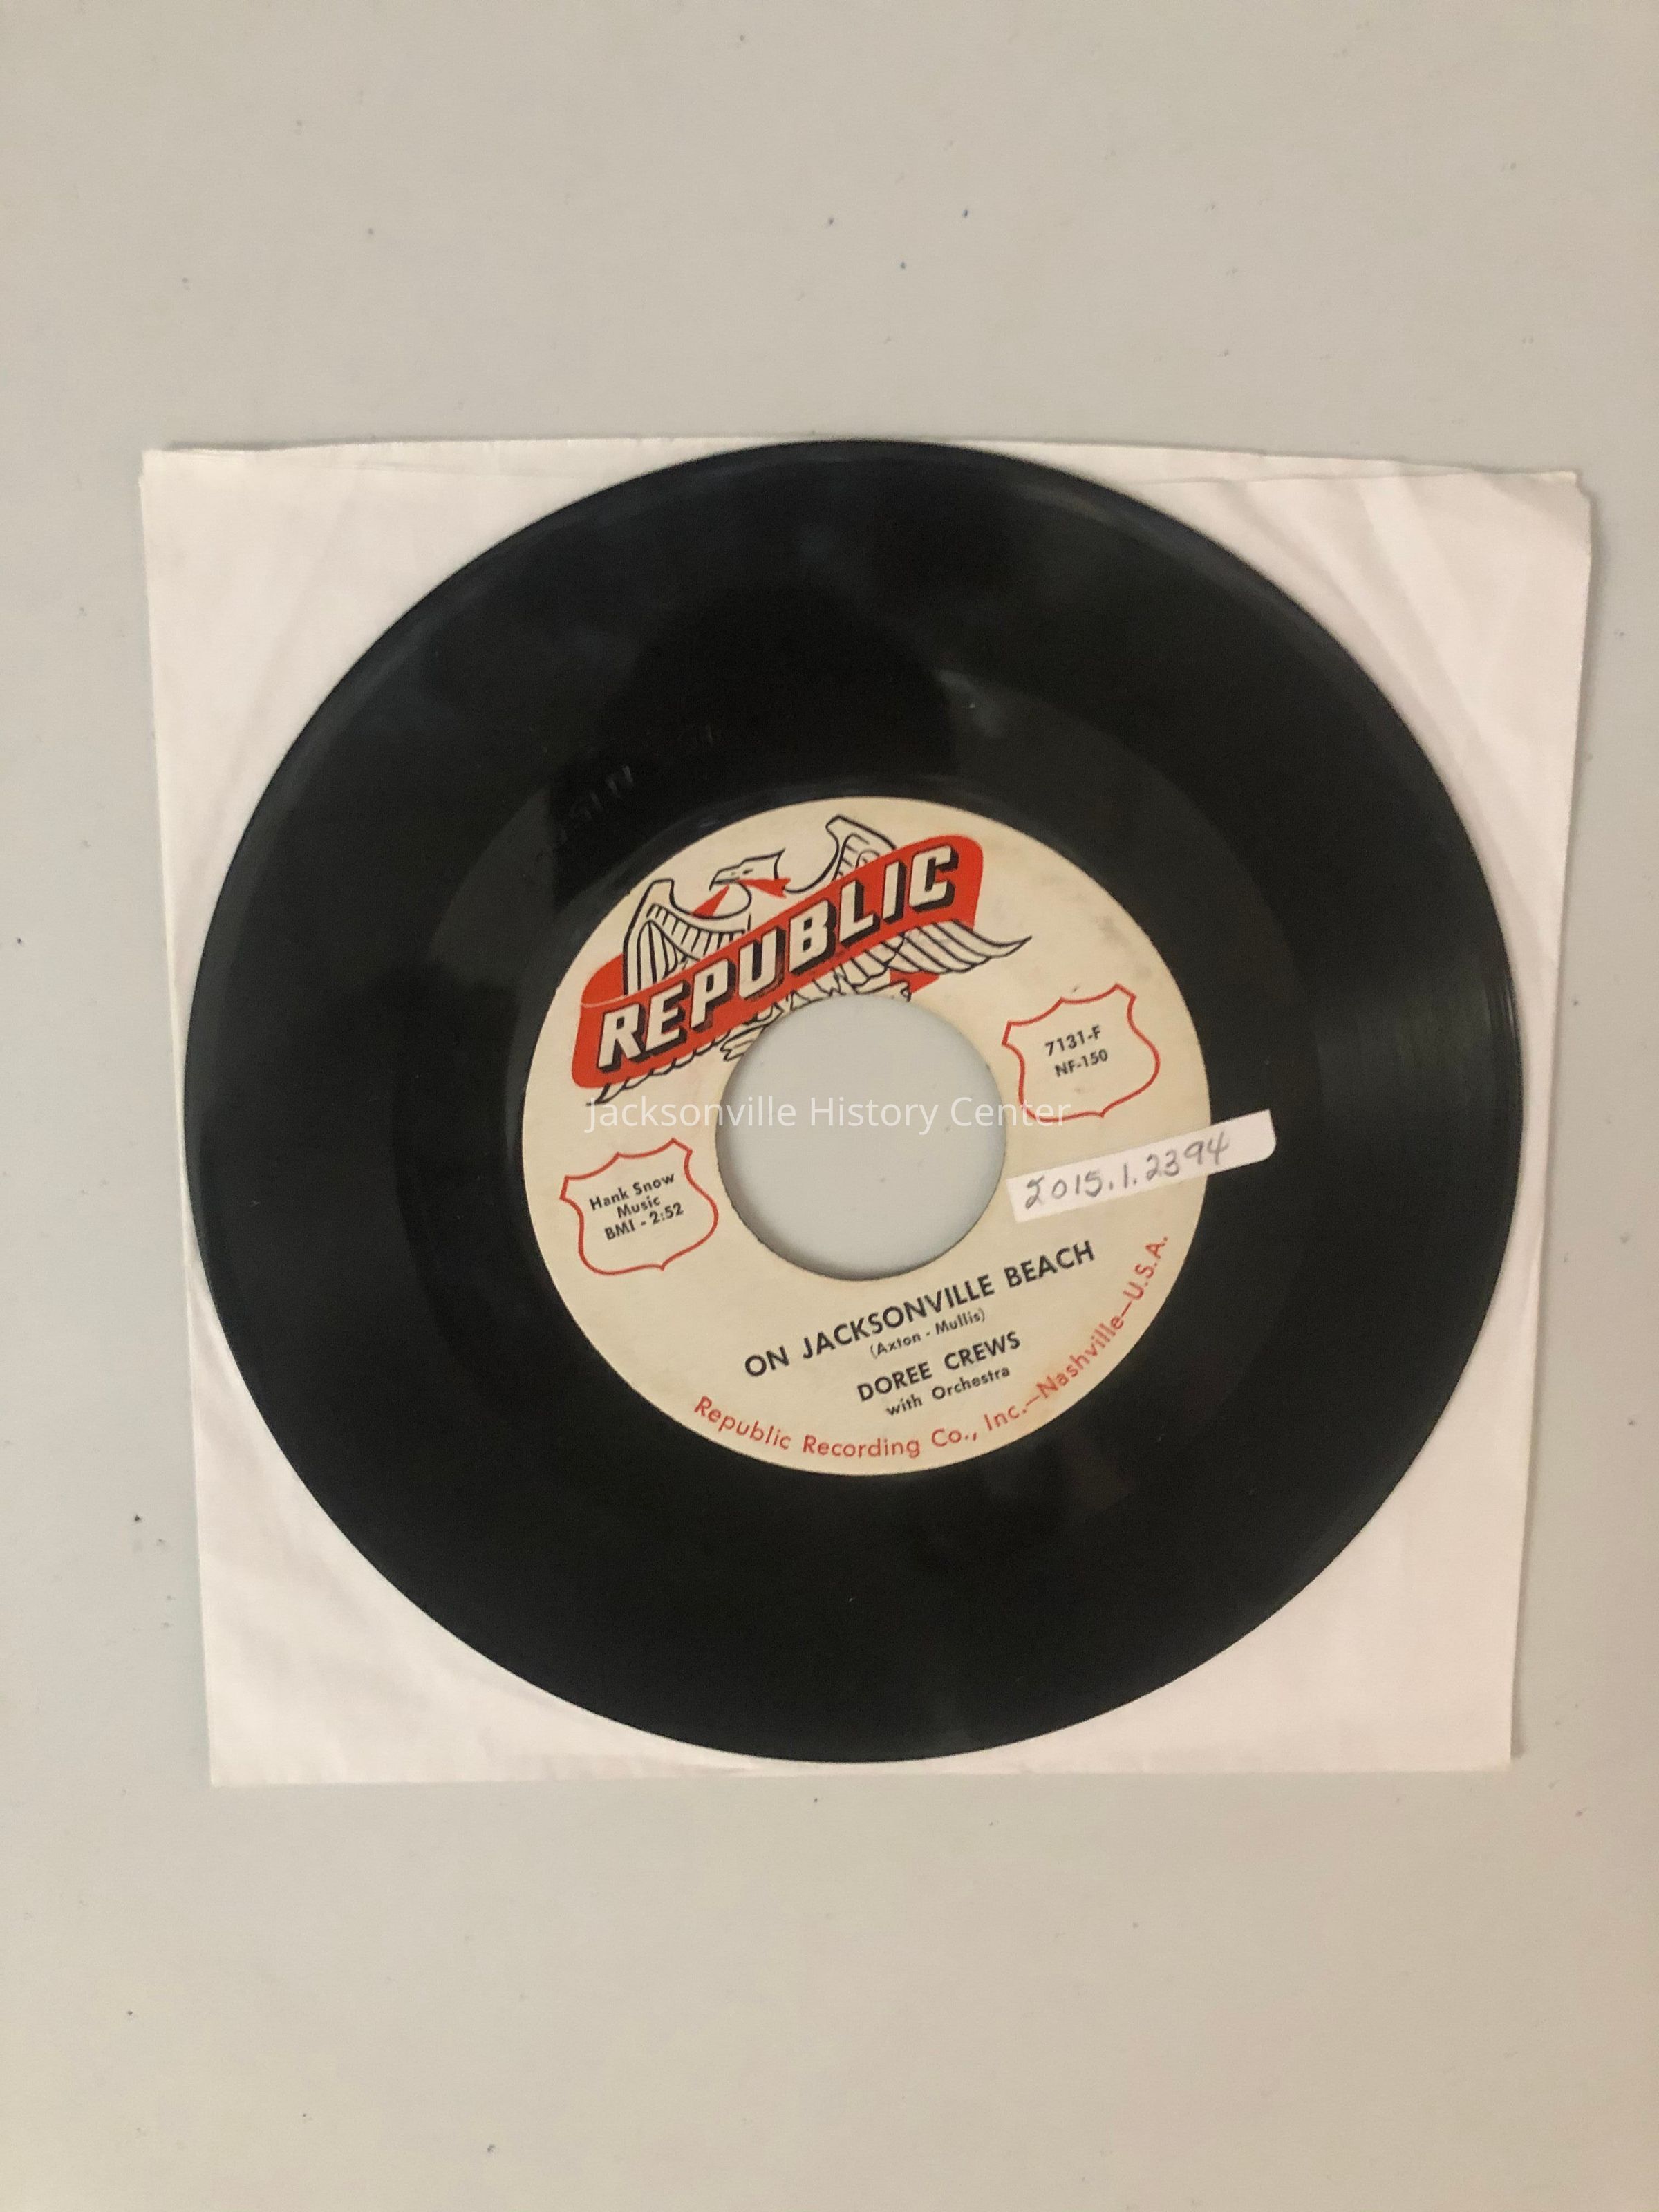 REPUBLIC
7131-F
NF-150
Jacksonville History Center
2015.1.2394
Hank Snow
Music
BMI - 2:52
ON JACKSONVILLE BEACH
(Axton - Mullis)
DOREE CREWS
with Orchestra
Republic Recording Co., Inc.—Nashville—U.S.A.